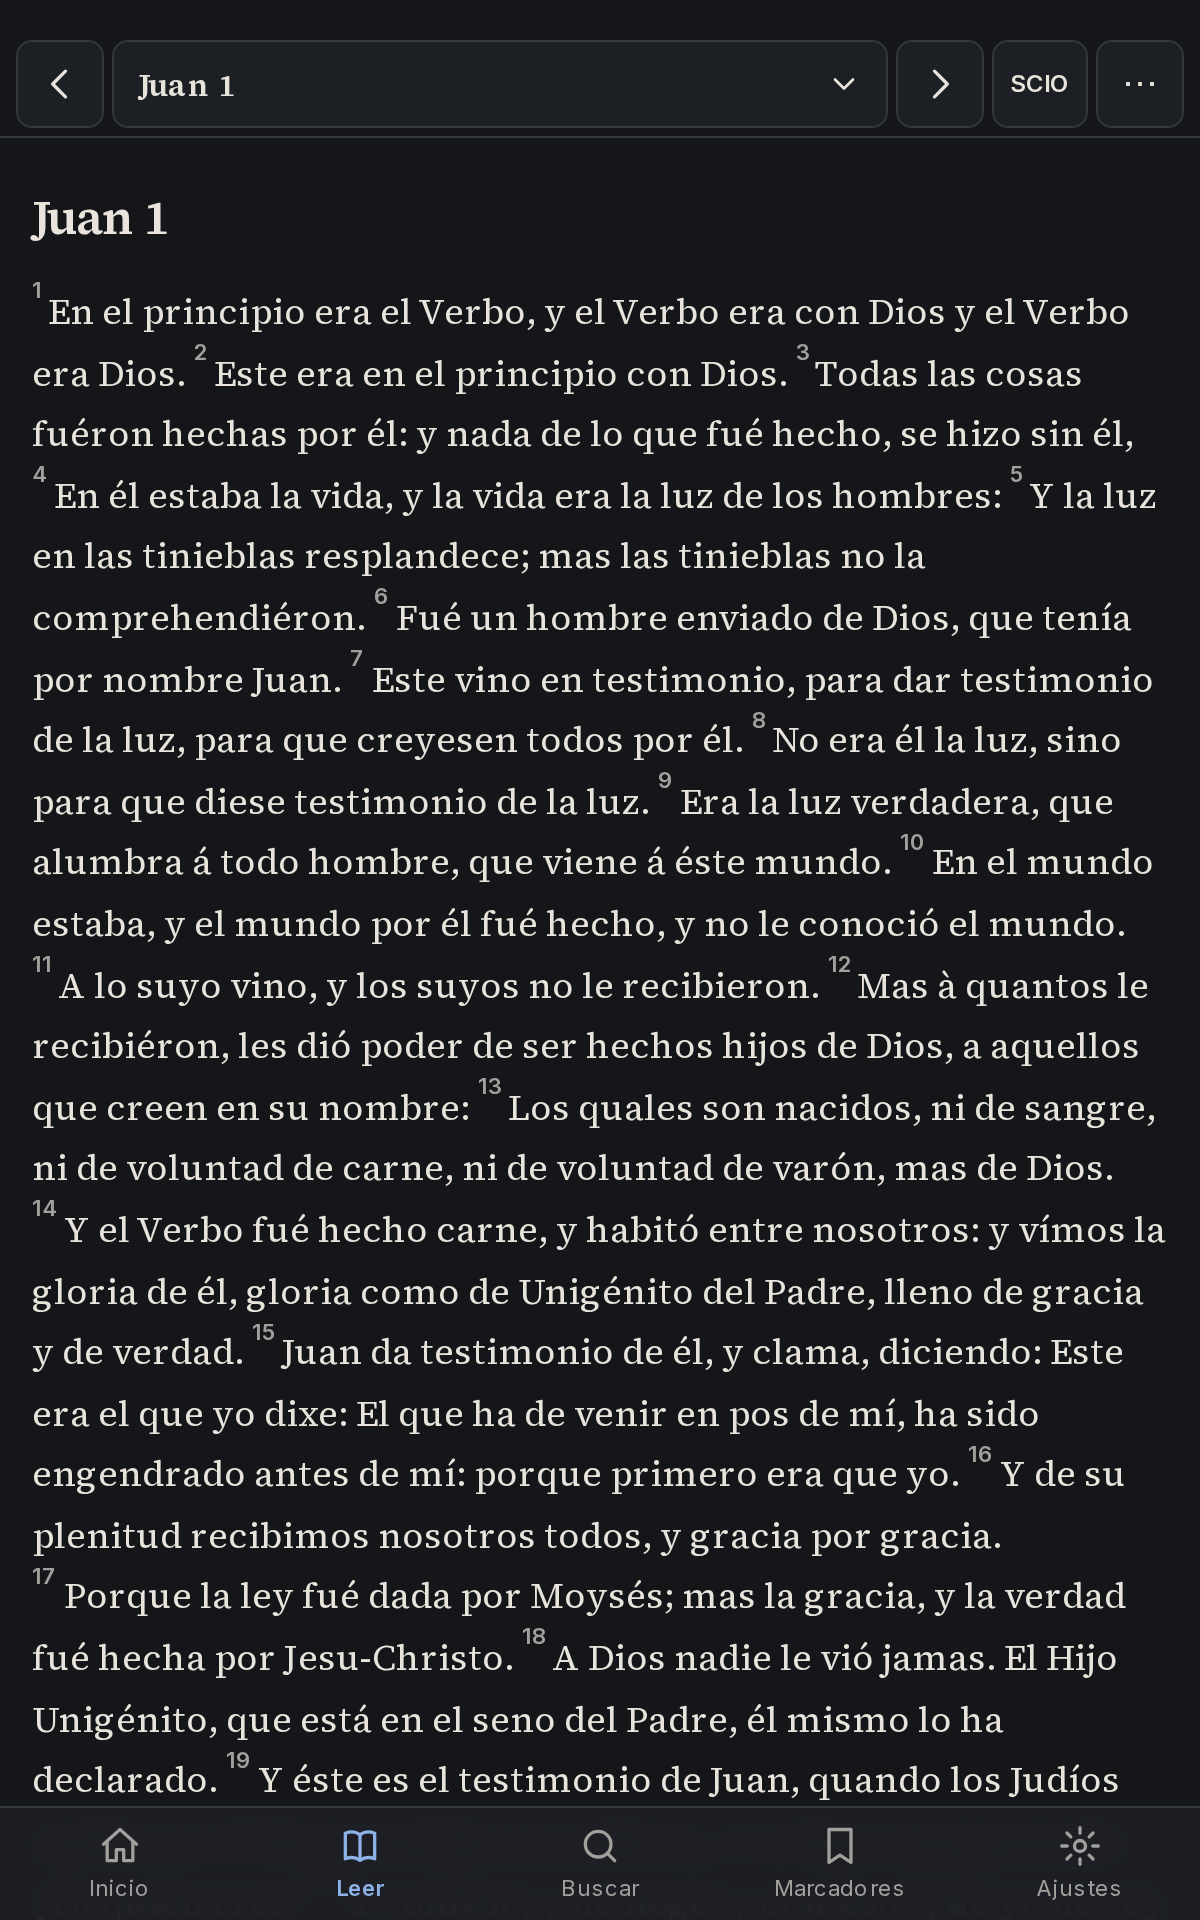 Juan 1
SCIO
...
Juan 1
1 En el principio era el Verbo, y el Verbo era con Dios y el Verbo
era Dios. 2 Este era en el principio con Dios. 3 Todas las cosas
fuéron hechas por él: y nada de lo que fué hecho, se hizo sin él,
4 En él estaba la vida, y la vida era la luz de los hombres: 5 Y la luz
en las tinieblas resplandece; mas las tinieblas no la
comprehendiéron. 6 Fué un hombre enviado de Dios, que tenía
por nombre Juan. 7 Este vino en testimonio, para dar testimonio
de la luz, para que creyesen todos por él. 8 No era él la luz, sino
para que diese testimonio de la luz. 9 Era la luz verdadera, que
alumbra á todo hombre, que viene á éste mundo. 10 En el mundo
estaba, y el mundo por él fué hecho, y no le conoció el mundo.
11 A lo suyo vino, y los suyos no le recibieron. 12 Mas à quantos le
recibiéron, les dió poder de ser hechos hijos de Dios, a aquellos
que creen en su nombre: 13 Los quales son nacidos, ni de sangre,
ni de voluntad de carne, ni de voluntad de varón, mas de Dios.
14 Y el Verbo fué hecho carne, y habitó entre nosotros: y vímos la
gloria de él, gloria como de Unigénito del Padre, lleno de gracia
y de verdad. 15 Juan da testimonio de él, y clama, diciendo: Este
era el que yo dixe: El que ha de venir en pos de mí, ha sido
engendrado antes de mí: porque primero era que yo. 16 Y de su
plenitud recibimos nosotros todos, y gracia por gracia.
17 Porque la ley fué dada por Moysés; mas la gracia, y la verdad
fué hecha por Jesu-Christo. 18 A Dios nadie le vió jamas. El Hijo
Unigénito, que está en el seno del Padre, él mismo lo ha
declarado. 19 Y éste es el testimonio de Juan, quando los Judíos
Inicio
Leer
Buscar
Marcadores
Ajustes